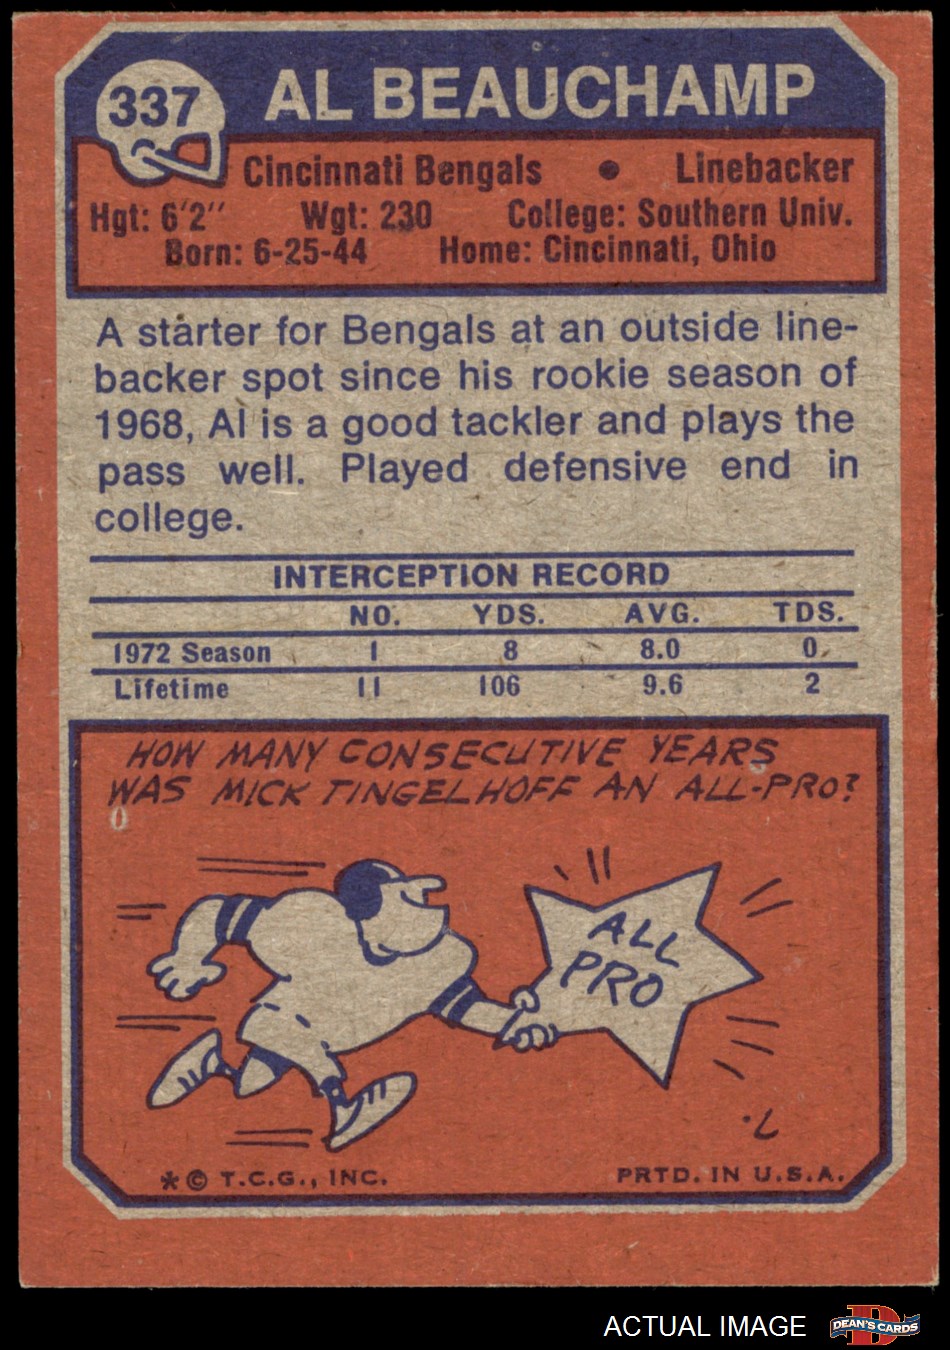 337 AL BEAUCHAMP
Cincinnati Bengals • Linebacker
Hgt: 6'2" Wgt: 230 College: Southern Univ.
Born: 6-25-44 Home: Cincinnati, Ohio
A starter for Bengals at an outside line-
backer spot since his rookie season of
1968, Al is a good tackler and plays the
pass well. Played defensive end in
college.
INTERCEPTION RECORD
NO. YDS. AVG. TDS.
1972 Season 1 8 8.0 0
Lifetime 11 106 9.6 2
HOW MANY CONSECUTIVE YEARS
WAS MICK TINGELHOFF AN ALL-PRO?
0
ALL
PRO
* © T.C.G., INC. PRTD. IN U.S.A.
ACTUAL IMAGE D DEAN'S CARDS